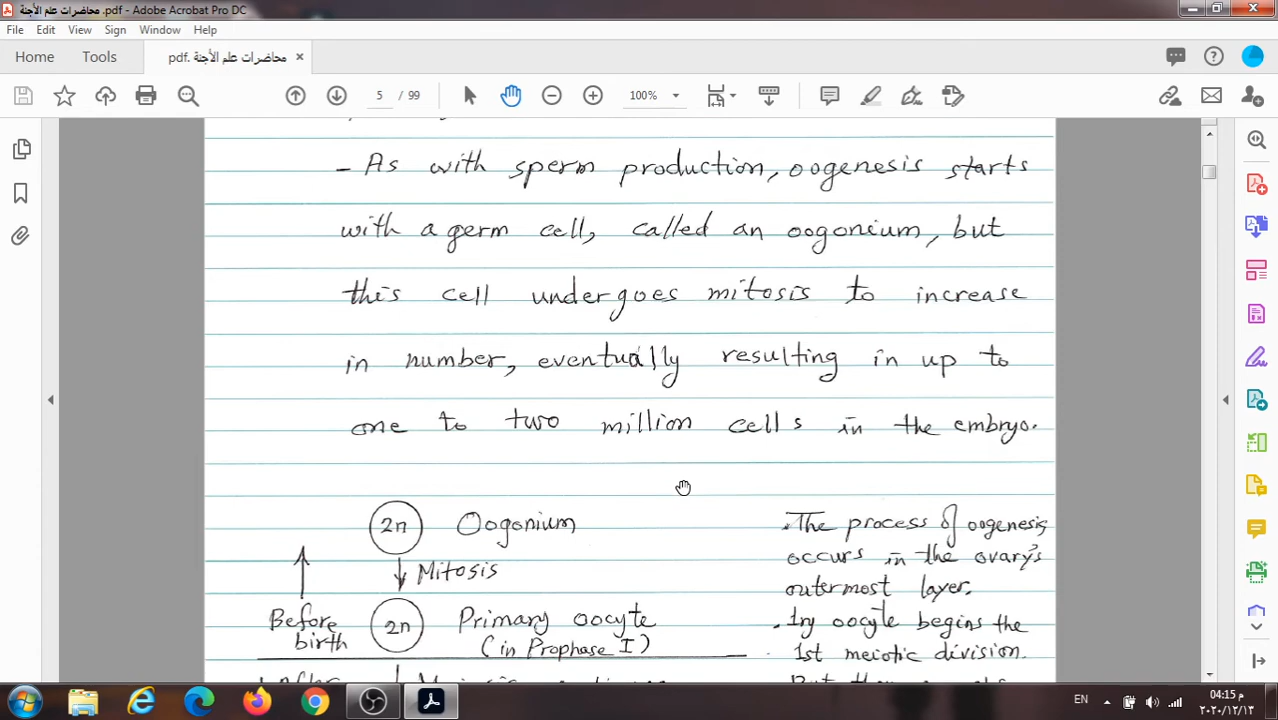 محاضرات علم الأجنة .pdf - Adobe Acrobat Pro DC
File Edit View Sign Window Help
Home Tools محاضرات علم الأجنة .pdf ×
5 / 99 100%
- As with sperm production, oogenesis starts
with a germ cell, called an oogonium, but
this cell undergoes mitosis to increase
in number, eventually resulting in up to
one to two million cells in the embryo.
2n Oogonium
Mitosis
Before
birth
2n Primary oocyte
(in Prophase I)
.The process of oogenesis
occurs in the ovary's
outermost layer.
. 1ry oocyte begins the
1st meiotic division.
EN
04:15 م
٢٠٢٠/١٢/١٣